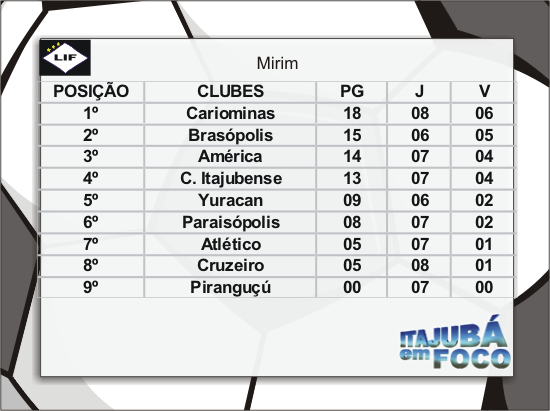 LIF
Mirim
POSIÇÃO CLUBES PG J V
1º Cariominas 18 08 06
2º Brasópolis 15 06 05
3º América 14 07 04
4º C. Itajubense 13 07 04
5º Yuracan 09 06 02
6º Paraisópolis 08 07 02
7º Atlético 05 07 01
8º Cruzeiro 05 08 01
9º Piranguçú 00 07 00
ITAJUBÁ
em FOCO